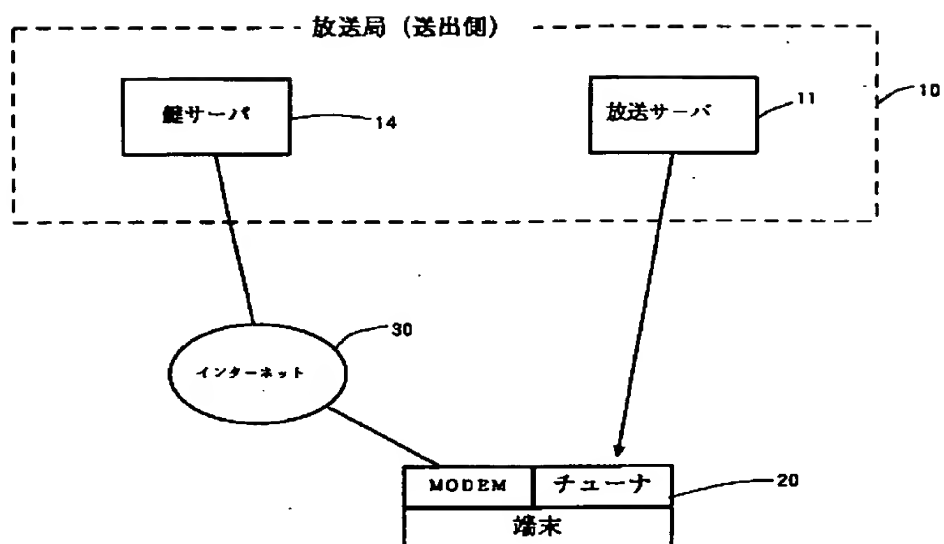 放送局（送出側）
鍵サーバ
14
放送サーバ
11
10
30
インターネット
MODEM
チューナ
20
端末